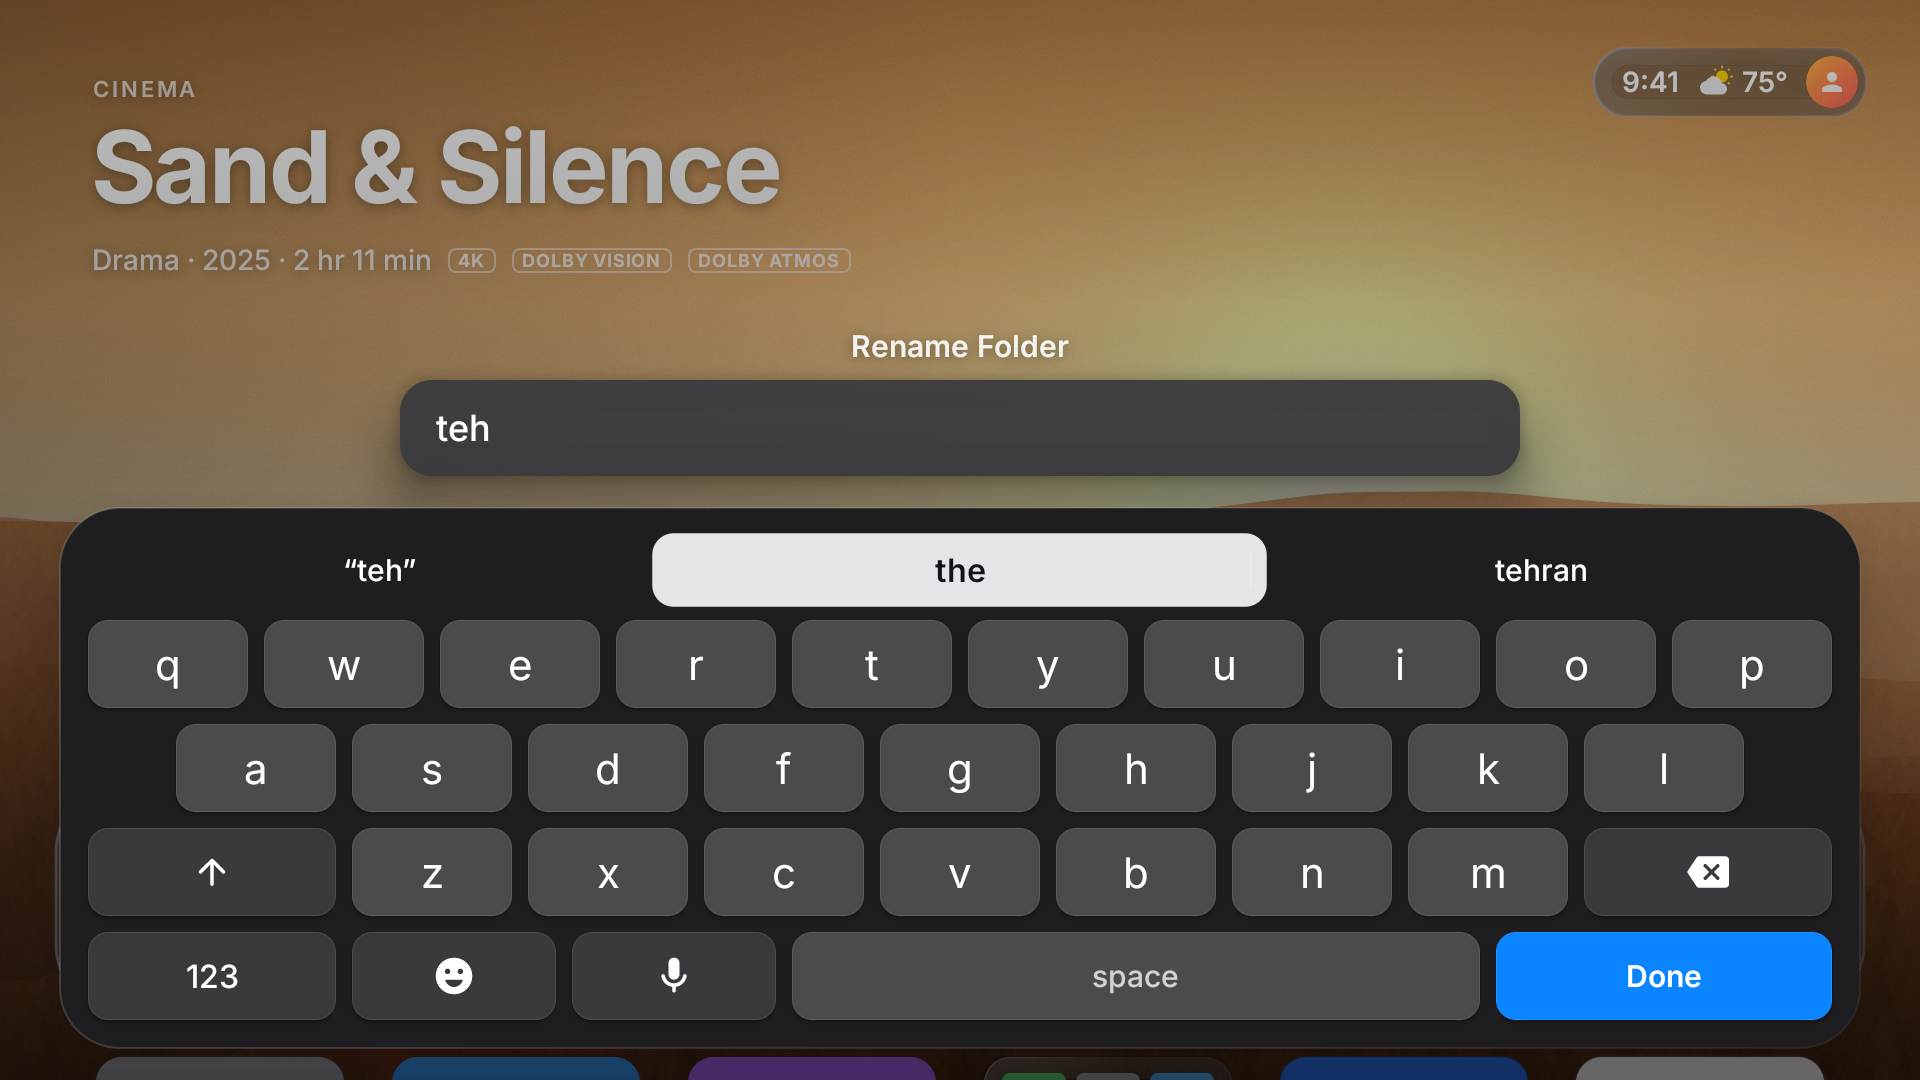 CINEMA
9:41 75°
Sand & Silence
Drama · 2025 · 2 hr 11 min 4K DOLBY VISION DOLBY ATMOS
Rename Folder
teh
“teh” the tehran
q w e r t y u i o p
a s d f g h j k l
z x c v b n m
123 space Done